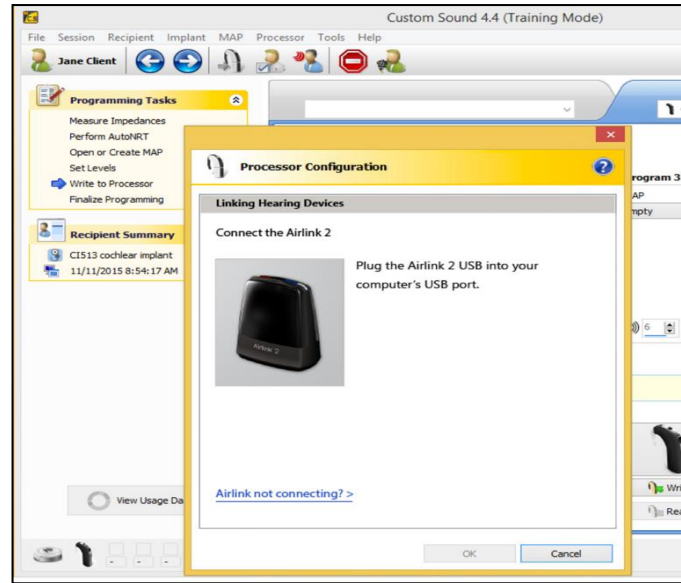 Custom Sound 4.4 (Training Mode)
File Session Recipient Implant MAP Processor Tools Help
Jane Client
Programming Tasks
Measure Impedances
Perform AutoNRT
Open or Create MAP
Set Levels
Write to Processor
Finalize Programming
Recipient Summary
CI513 cochlear implant
11/11/2015 8:54:17 AM
View Usage Da
Processor Configuration
Linking Hearing Devices
Connect the Airlink 2
Plug the Airlink 2 USB into your
computer's USB port.
Airlink 2
Airlink not connecting? >
OK Cancel
rogram 3
AP
mpty
6
Wri
Rea